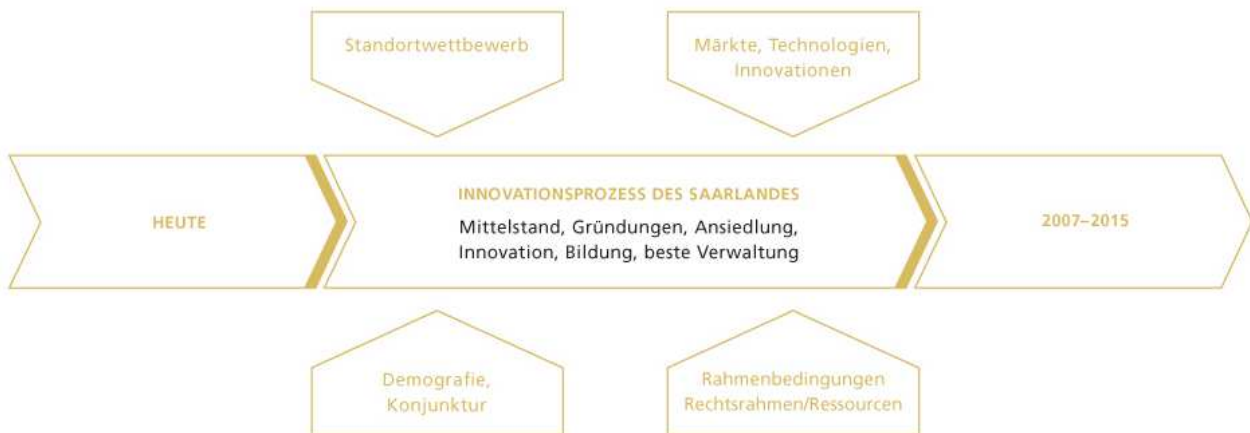 Standortwettbewerb
Märkte, Technologien,
Innovationen
HEUTE
INNOVATIONSPROZESS DES SAARLANDES
Mittelstand, Gründungen, Ansiedlung,
Innovation, Bildung, beste Verwaltung
2007–2015
Demografie,
Konjunktur
Rahmenbedingungen
Rechtsrahmen/Ressourcen